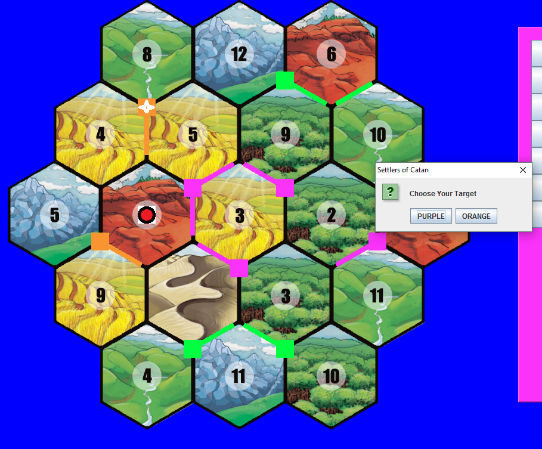 8 12 6
4 5 9 10
Settlers of Catan
Choose Your Target
PURPLE ORANGE
5 3 2
9 3 11
4 11 10